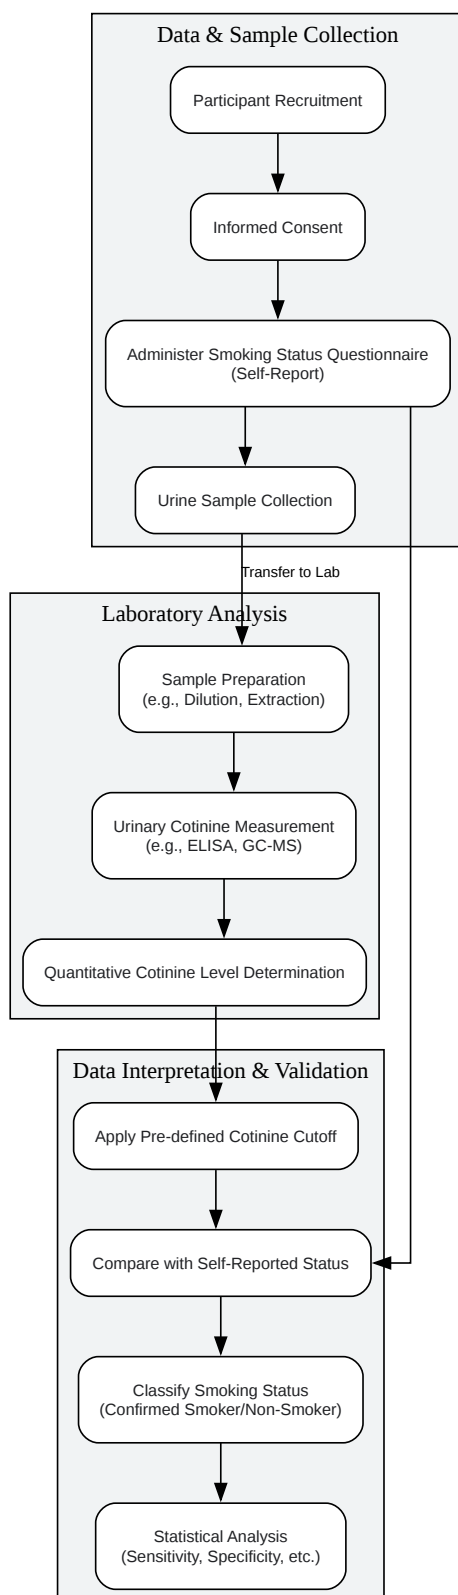 Data & Sample Collection
Participant Recruitment
Informed Consent
Administer Smoking Status Questionnaire
(Self-Report)
Urine Sample Collection
Transfer to Lab
Laboratory Analysis
Sample Preparation
(e.g., Dilution, Extraction)
Urinary Cotinine Measurement
(e.g., ELISA, GC-MS)
Quantitative Cotinine Level Determination
Data Interpretation & Validation
Apply Pre-defined Cotinine Cutoff
Compare with Self-Reported Status
Classify Smoking Status
(Confirmed Smoker/Non-Smoker)
Statistical Analysis
(Sensitivity, Specificity, etc.)